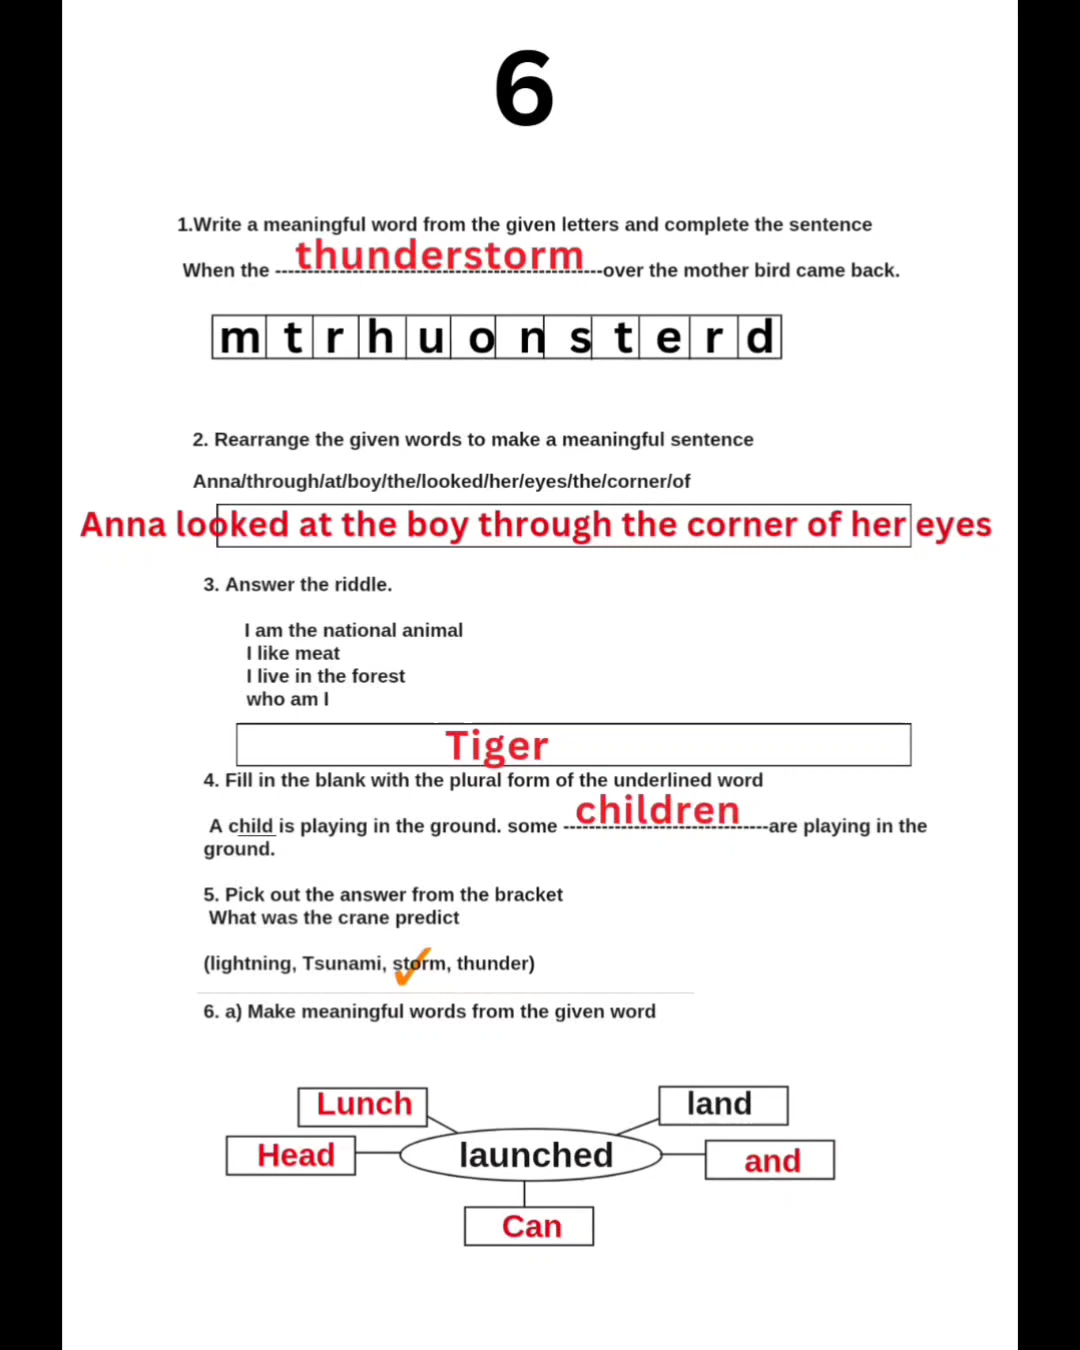 6
1.Write a meaningful word from the given letters and complete the sentence
thunderstorm
When the --------------------------------------------------over the mother bird came back.
m t r h u o n s t e r d
2. Rearrange the given words to make a meaningful sentence
Anna/through/at/boy/the/looked/her/eyes/the/corner/of
Anna looked at the boy through the corner of her eyes
3. Answer the riddle.
I am the national animal
I like meat
I live in the forest
who am I
Tiger
4. Fill in the blank with the plural form of the underlined word
children
A child is playing in the ground. some -------------------------------are playing in the
ground.
5. Pick out the answer from the bracket
What was the crane predict
(lightning, Tsunami, storm, thunder)
6. a) Make meaningful words from the given word
Lunch land
Head launched and
Can